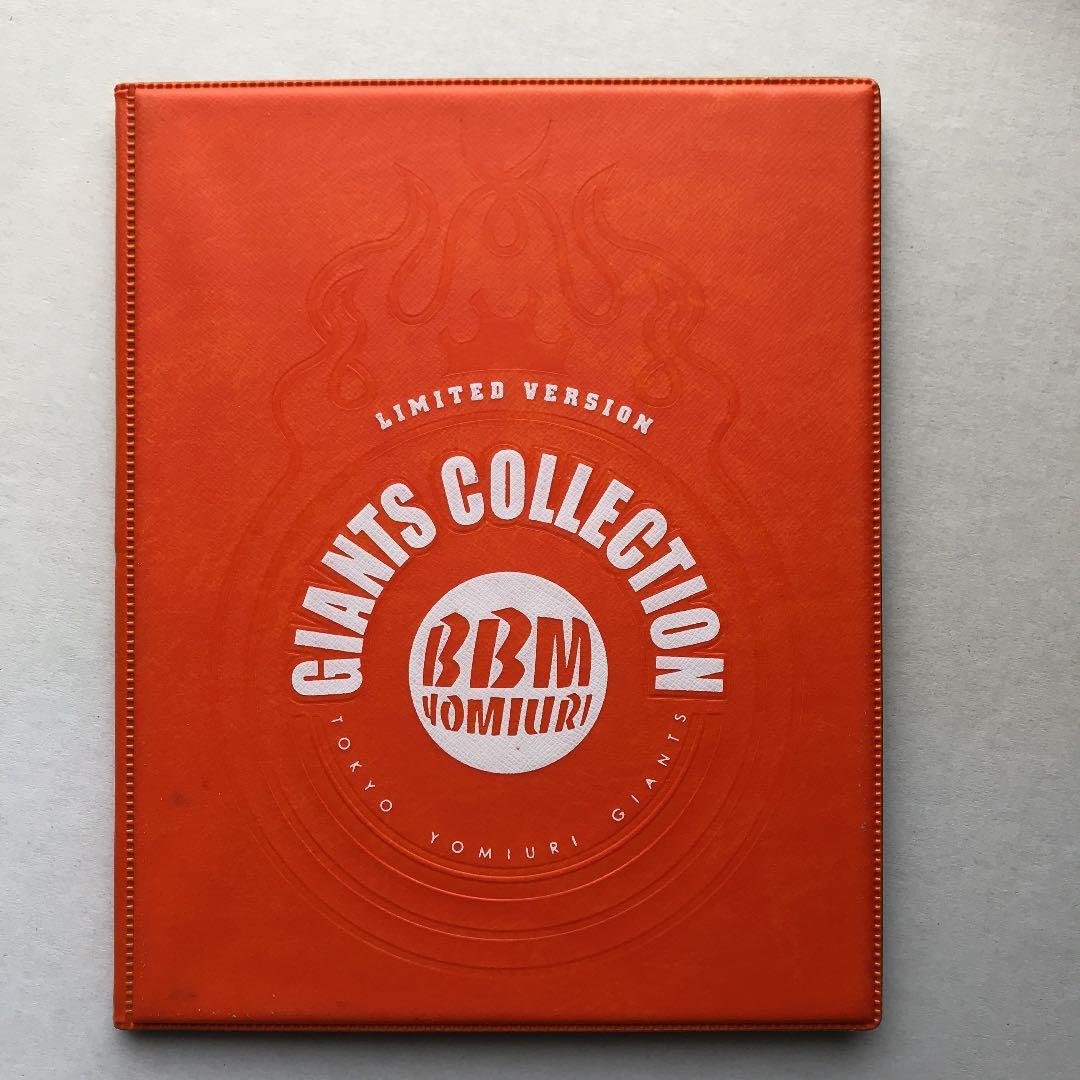 LIMITED VERSION
GIANTS COLLECTION
BBM
YOMIURI
TOKYO YOMIURI GIANTS